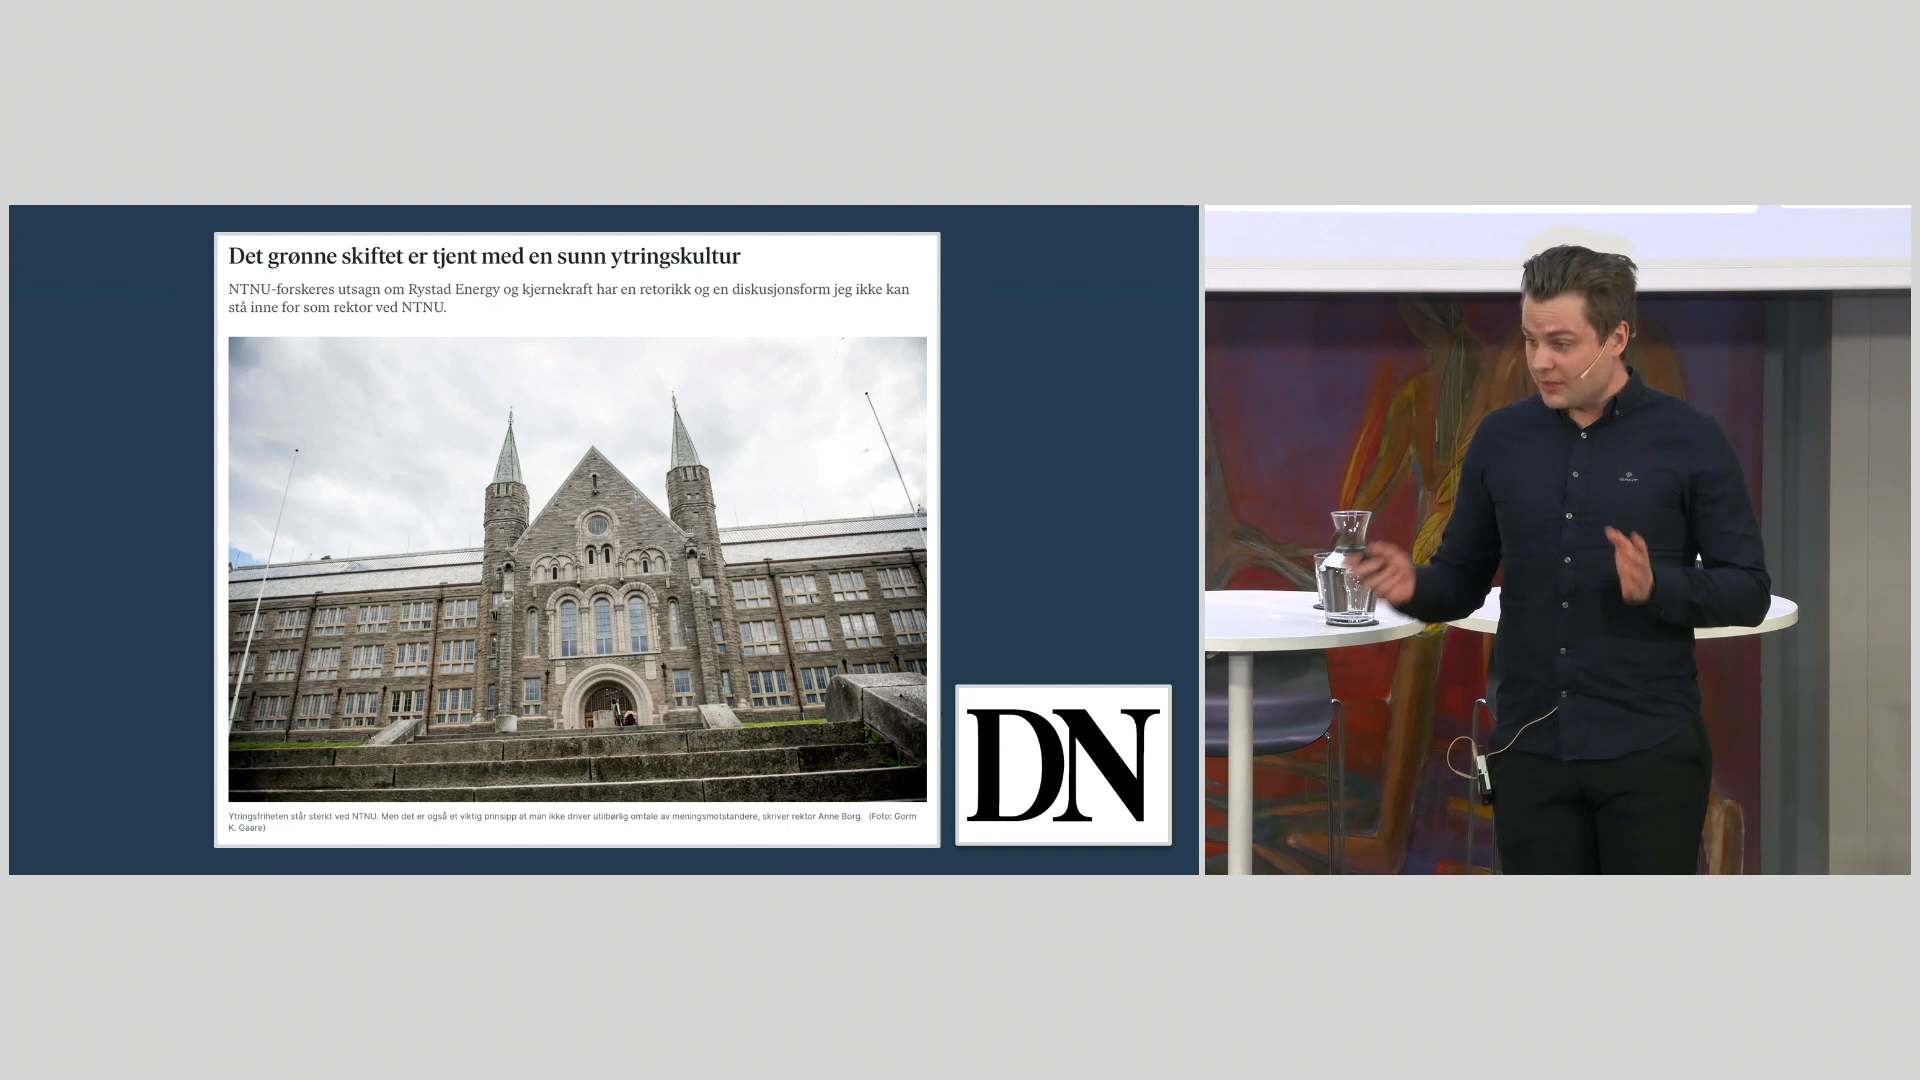 Det grønne skiftet er tjent med en sunn ytringskultur
NTNU-forskeres utsagn om Rystad Energy og kjernekraft har en retorikk og en diskusjonsform jeg ikke kan
stå inne for som rektor ved NTNU.
Ytringsfriheten står sterkt ved NTNU. Men det er også et viktig prinsipp at man ikke driver utilbørlig omtale av meningsmotstandere, skriver rektor Anne Borg. (Foto: Gorm
K. Gaare)
DN
GANT